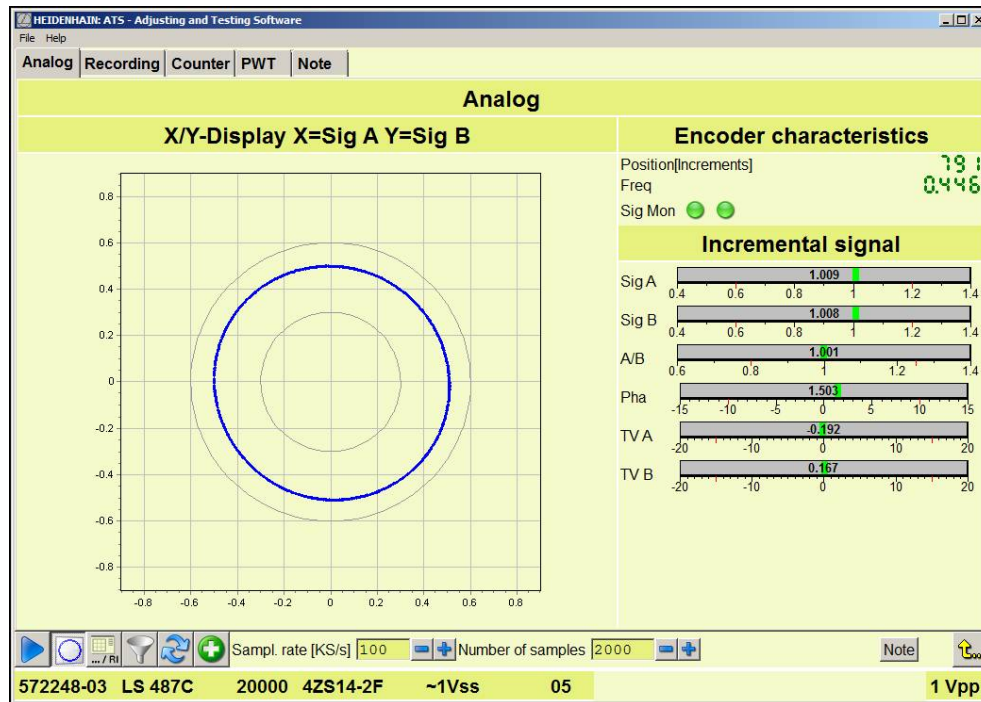 HEIDENHAIN: ATS - Adjusting and Testing Software
File Help
Analog Recording Counter PWT Note
Analog
X/Y-Display X=Sig A Y=Sig B
Encoder characteristics
Position[Increments] 791
Freq 0.446
Sig Mon
Incremental signal
Sig A 1.009
0.4 0.6 0.8 1 1.2 1.4
Sig B 1.008
0.4 0.6 0.8 1 1.2 1.4
A/B 1.001
0.6 0.8 1 1.2 1.4
Pha 1.503
-15 -10 -5 0 5 10 15
TV A -0.192
-20 -10 0 10 20
TV B 0.167
-20 -10 0 10 20
0.8
0.6
0.4
0.2
0
-0.2
-0.4
-0.6
-0.8
-0.8 -0.6 -0.4 -0.2 0 0.2 0.4 0.6 0.8
... / RI Sampl. rate [KS/s] 100 Number of samples 2000 Note
572248-03 LS 487C 20000 4ZS14-2F ~1Vss 05 1 Vpp